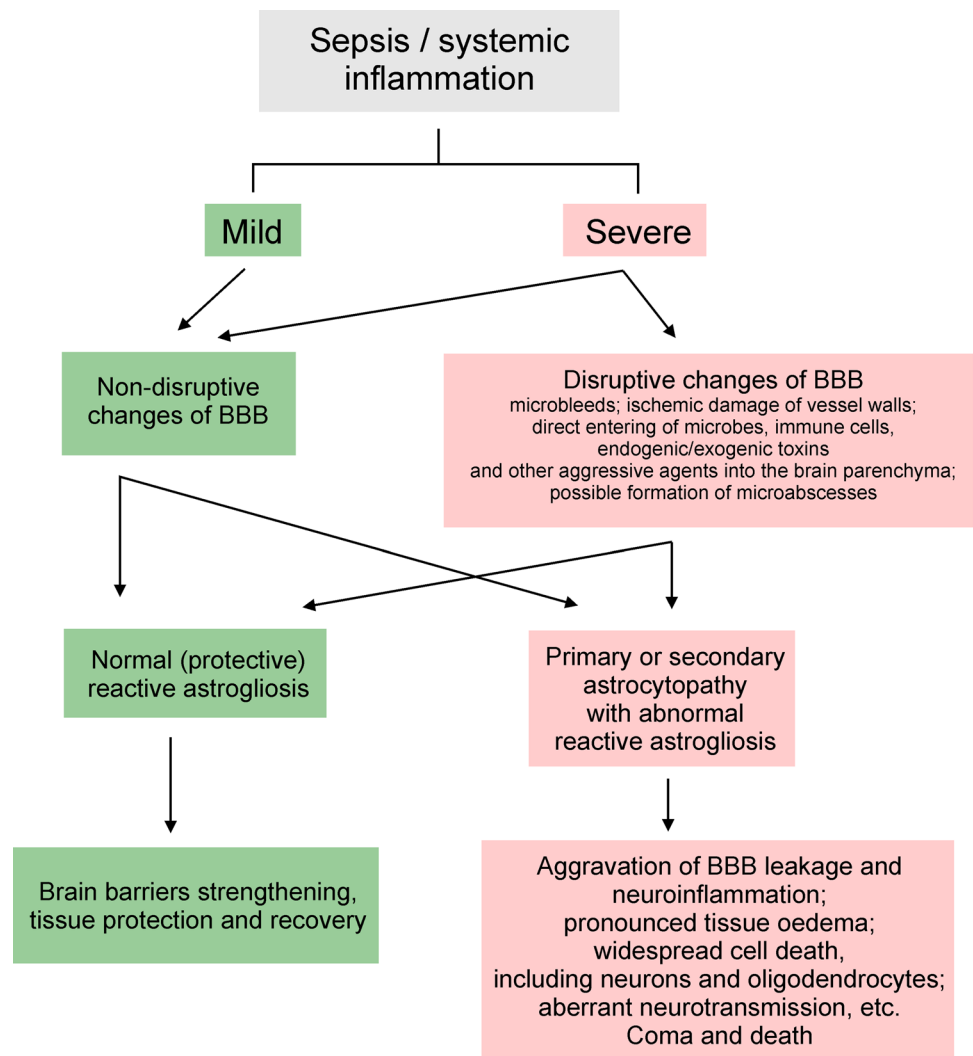 Sepsis / systemic
inflammation
Mild
Severe
Non-disruptive
changes of BBB
Disruptive changes of BBB
microbleeds; ischemic damage of vessel walls;
direct entering of microbes, immune cells,
endogenic/exogenic toxins
and other aggressive agents into the brain parenchyma;
possible formation of microabscesses
Normal (protective)
reactive astrogliosis
Primary or secondary
astrocytopathy
with abnormal
reactive astrogliosis
Brain barriers strengthening,
tissue protection and recovery
Aggravation of BBB leakage and
neuroinflammation;
pronounced tissue oedema;
widespread cell death,
including neurons and oligodendrocytes;
aberrant neurotransmission, etc.
Coma and death